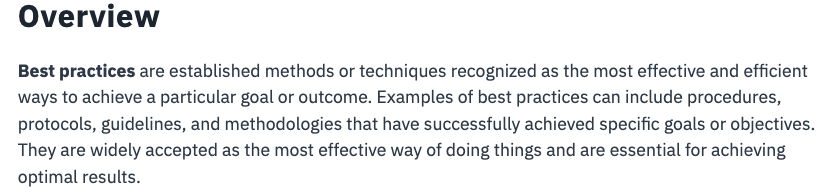 Overview
Best practices are established methods or techniques recognized as the most effective and efficient
ways to achieve a particular goal or outcome. Examples of best practices can include procedures,
protocols, guidelines, and methodologies that have successfully achieved specific goals or objectives.
They are widely accepted as the most effective way of doing things and are essential for achieving
optimal results.